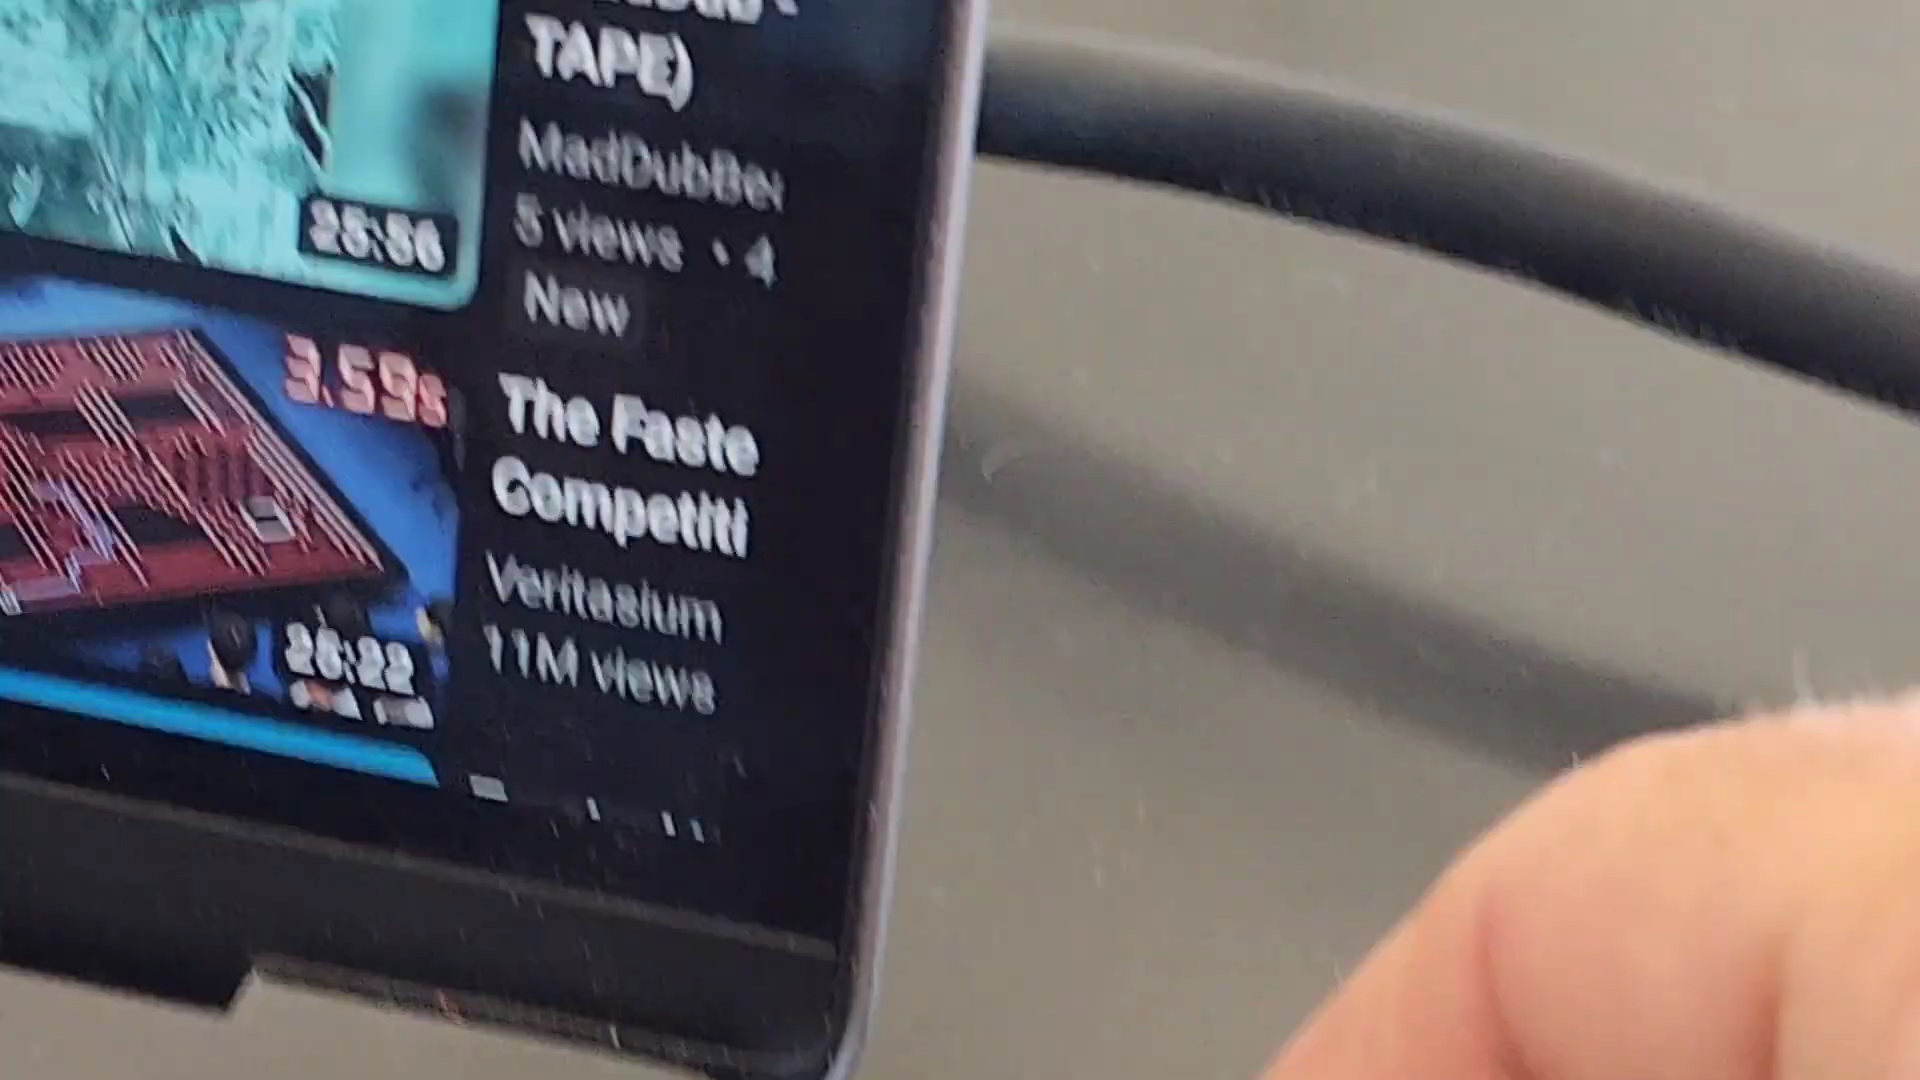 TAPE)
MadDubBe
5 views • 4
New
25:56
The Faste
Competiti
Veritasium
11M views
3.59s
26:22